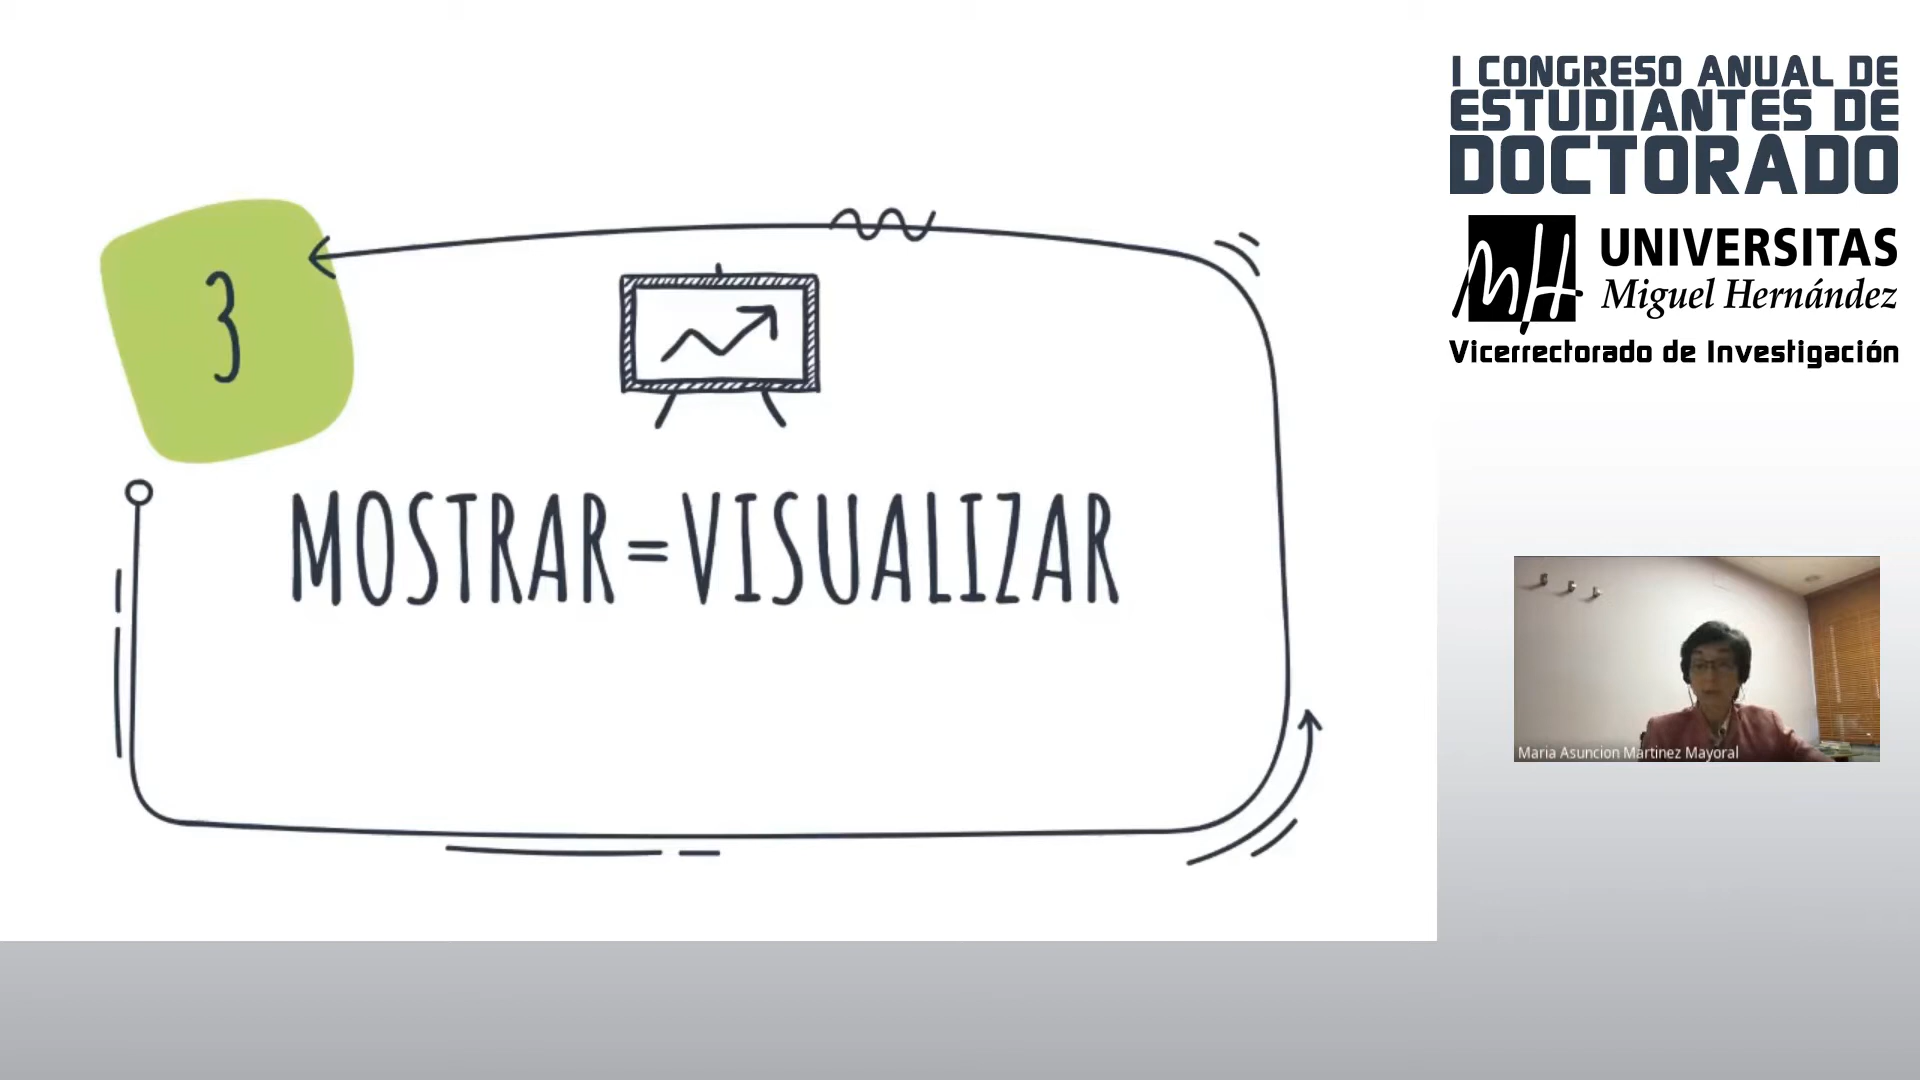 3
MOSTRAR=VISUALIZAR
I CONGRESO ANUAL DE
ESTUDIANTES DE
DOCTORADO
UNIVERSITAS
Miguel Hernández
Vicerrectorado de Investigación
Maria Asuncion Martinez Mayoral